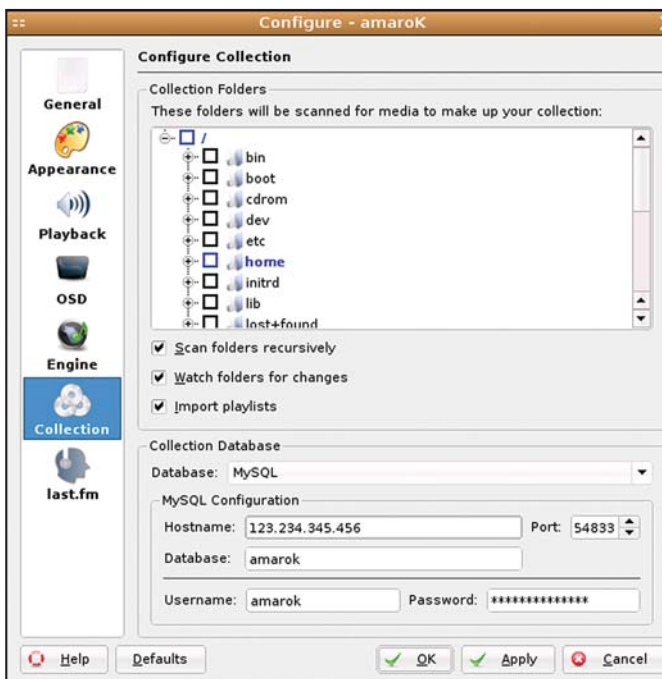 Configure - amaroK
General
Appearance
Playback
OSD
Engine
Collection
last.fm
Configure Collection
Collection Folders
These folders will be scanned for media to make up your collection:
/
bin
boot
cdrom
dev
etc
home
initrd
lib
lost+found
Scan folders recursively
Watch folders for changes
Import playlists
Collection Database
Database: MySQL
MySQL Configuration
Hostname: 123.234.345.456 Port: 54833
Database: amarok
Username: amarok Password: **************
Help Defaults OK Apply Cancel